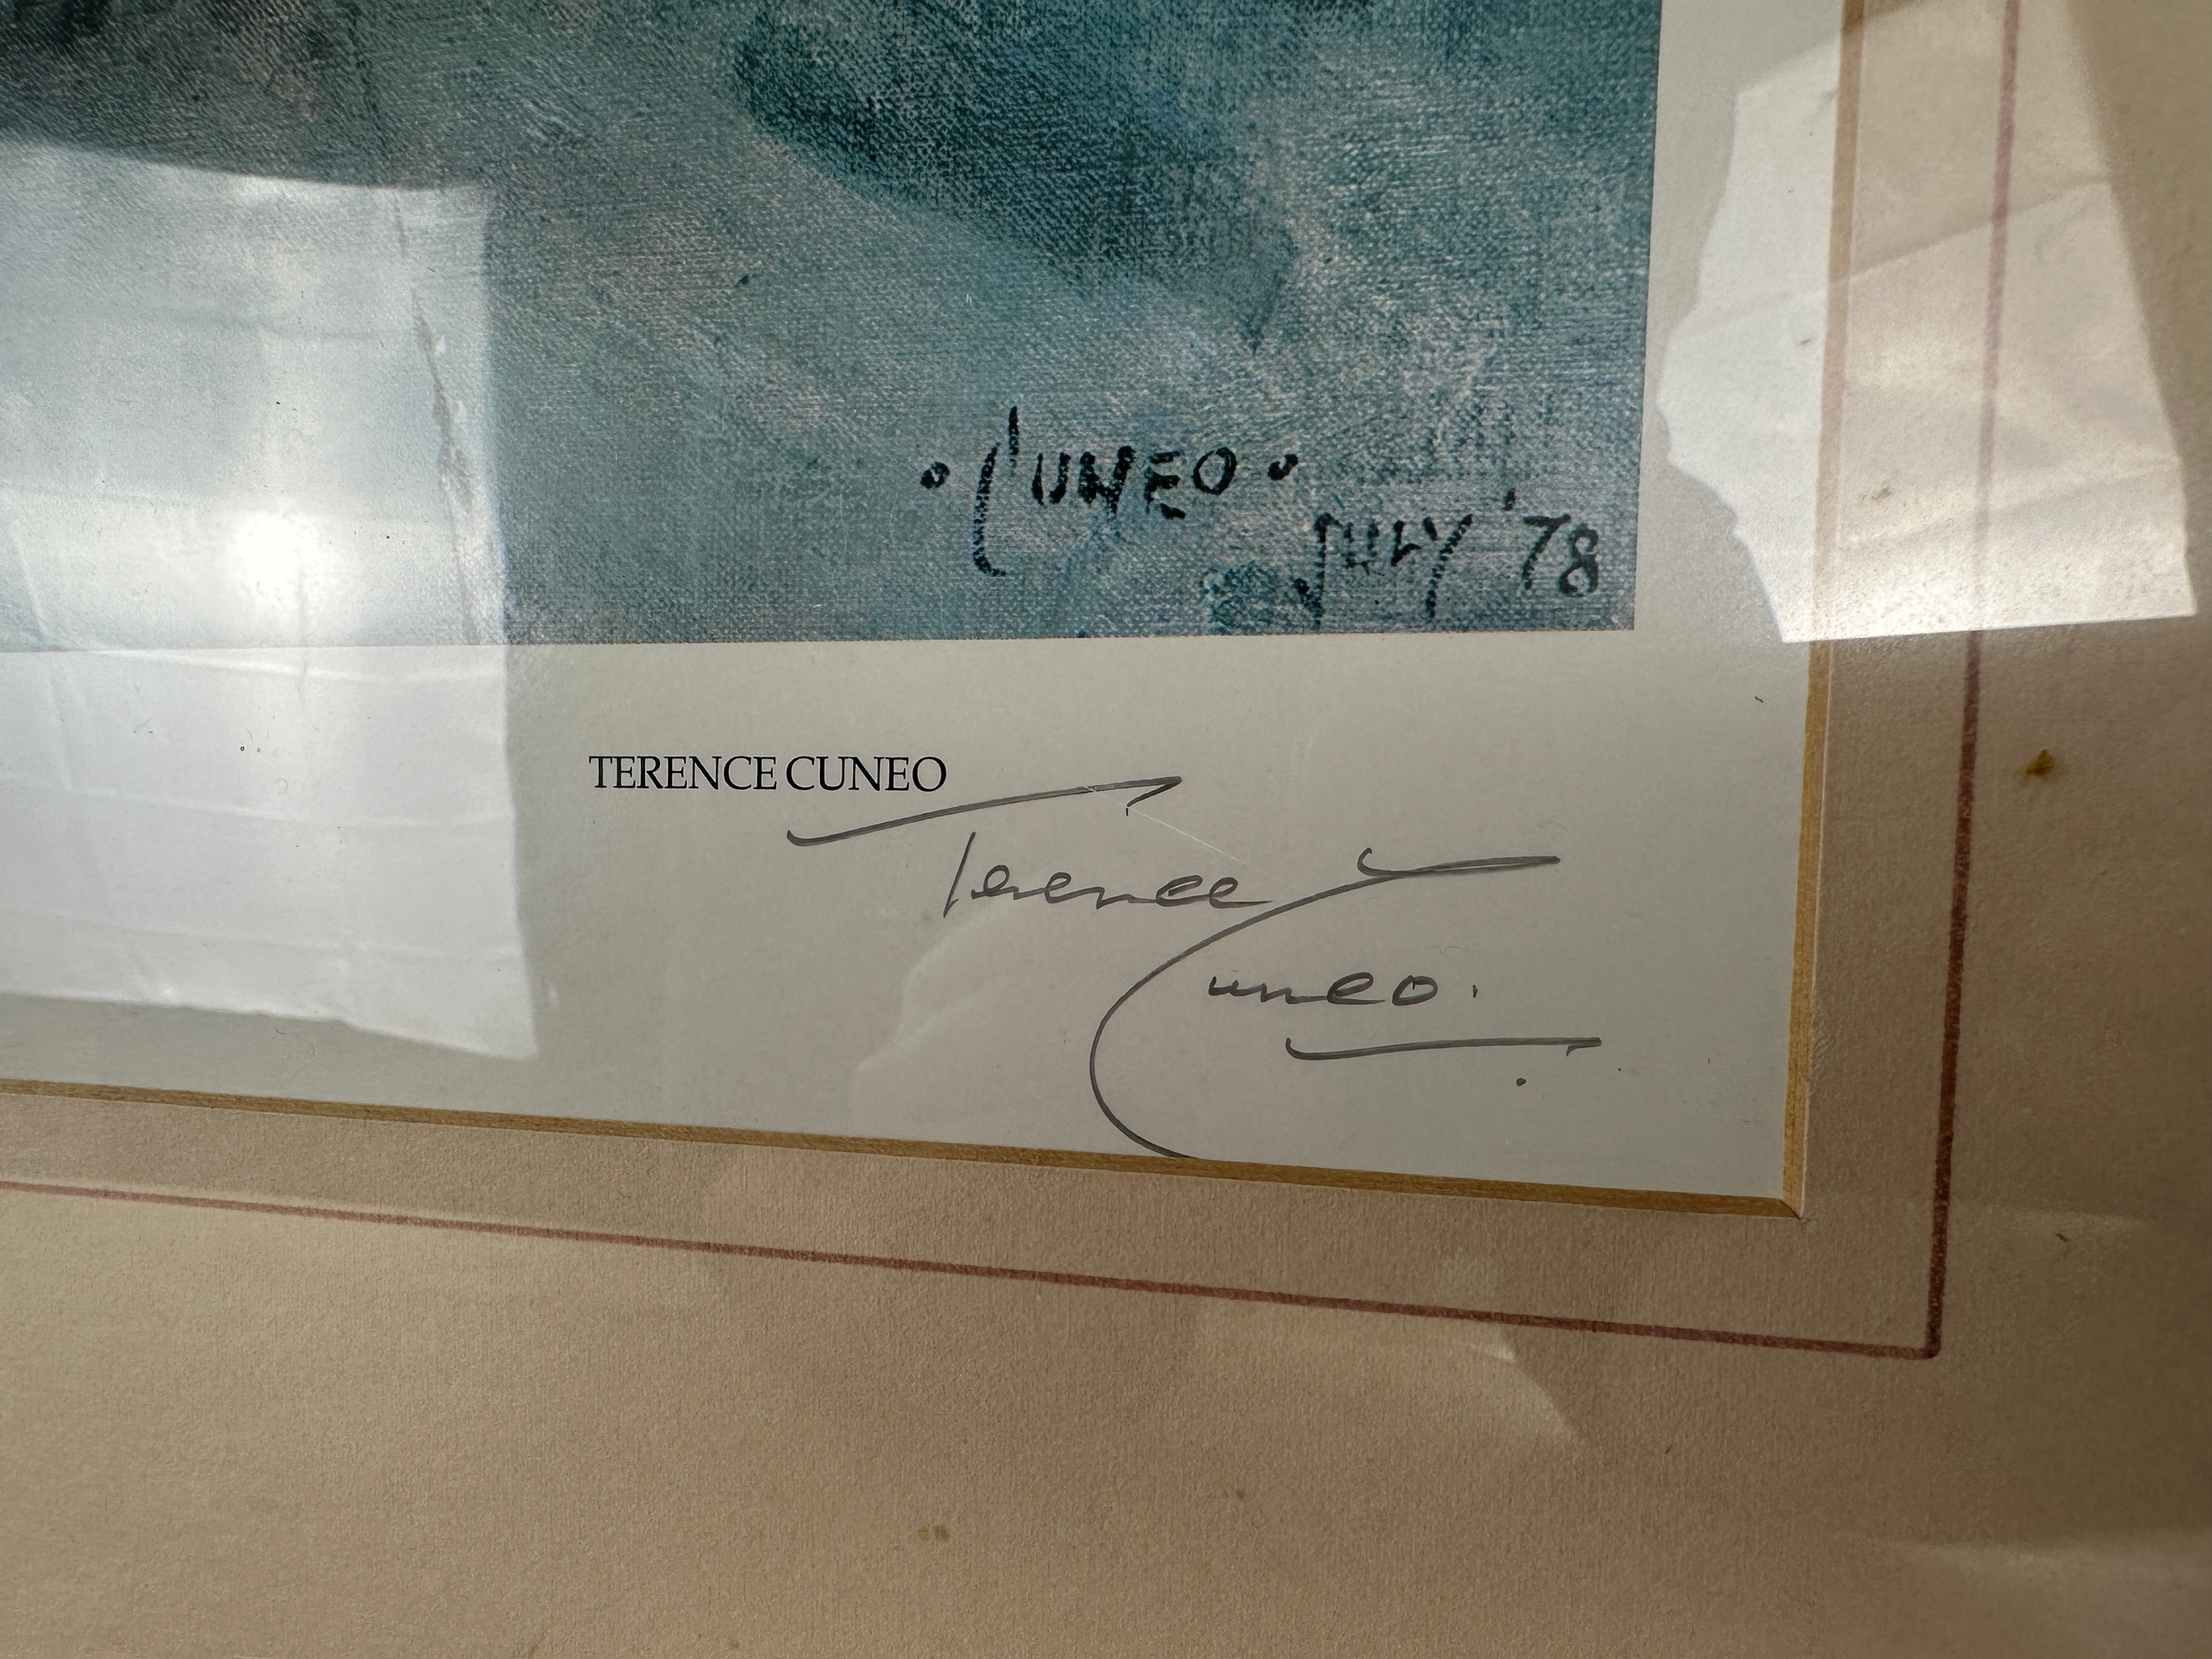 • CUNEO •
JULY '78
TERENCE CUNEO
Terence
Cuneo.